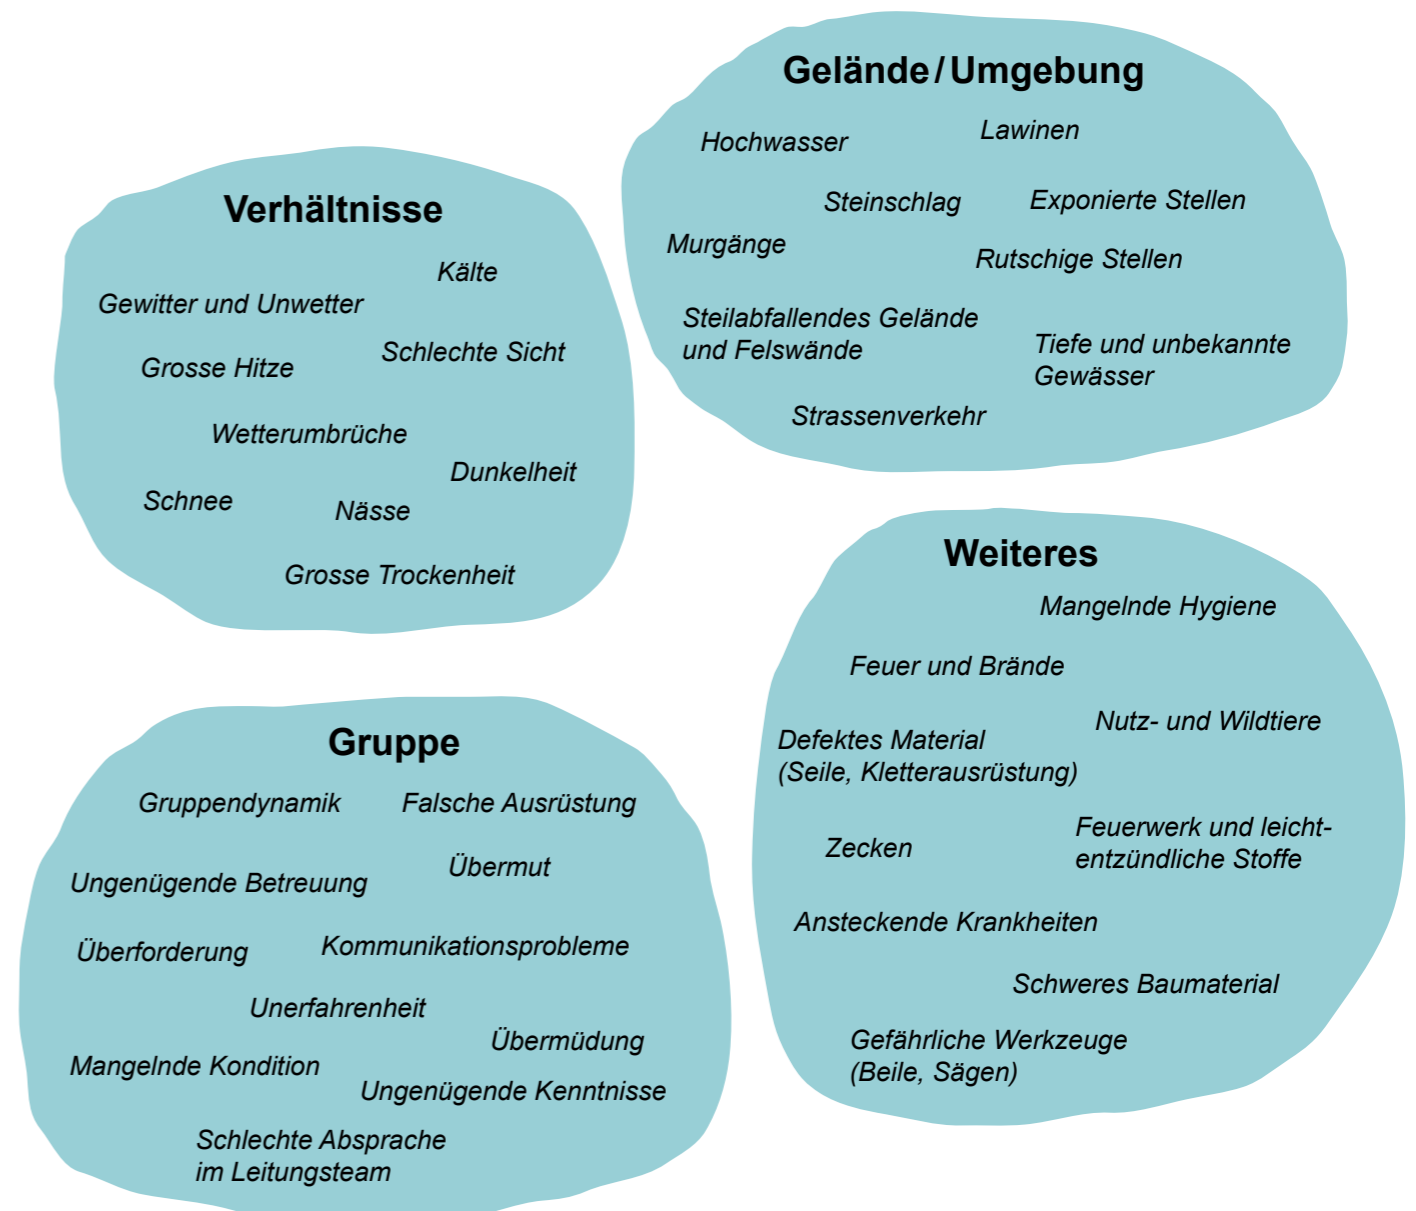 Verhältnisse
Kälte
Gewitter und Unwetter
Schlechte Sicht
Grosse Hitze
Wetterumbrüche
Dunkelheit
Schnee
Nässe
Grosse Trockenheit
Gelände/Umgebung
Lawinen
Hochwasser
Steinschlag
Exponierte Stellen
Murgänge
Rutschige Stellen
Steilabfallendes Gelände
und Felswände
Tiefe und unbekannte
Gewässer
Strassenverkehr
Gruppe
Gruppendynamik
Falsche Ausrüstung
Übermut
Ungenügende Betreuung
Überforderung
Kommunikationsprobleme
Unerfahrenheit
Übermüdung
Mangelnde Kondition
Ungenügende Kenntnisse
Schlechte Absprache
im Leitungsteam
Weiteres
Mangelnde Hygiene
Feuer und Brände
Nutz- und Wildtiere
Defektes Material
(Seile, Kletterausrüstung)
Feuerwerk und leicht-
entzündliche Stoffe
Zecken
Ansteckende Krankheiten
Schweres Baumaterial
Gefährliche Werkzeuge
(Beile, Sägen)